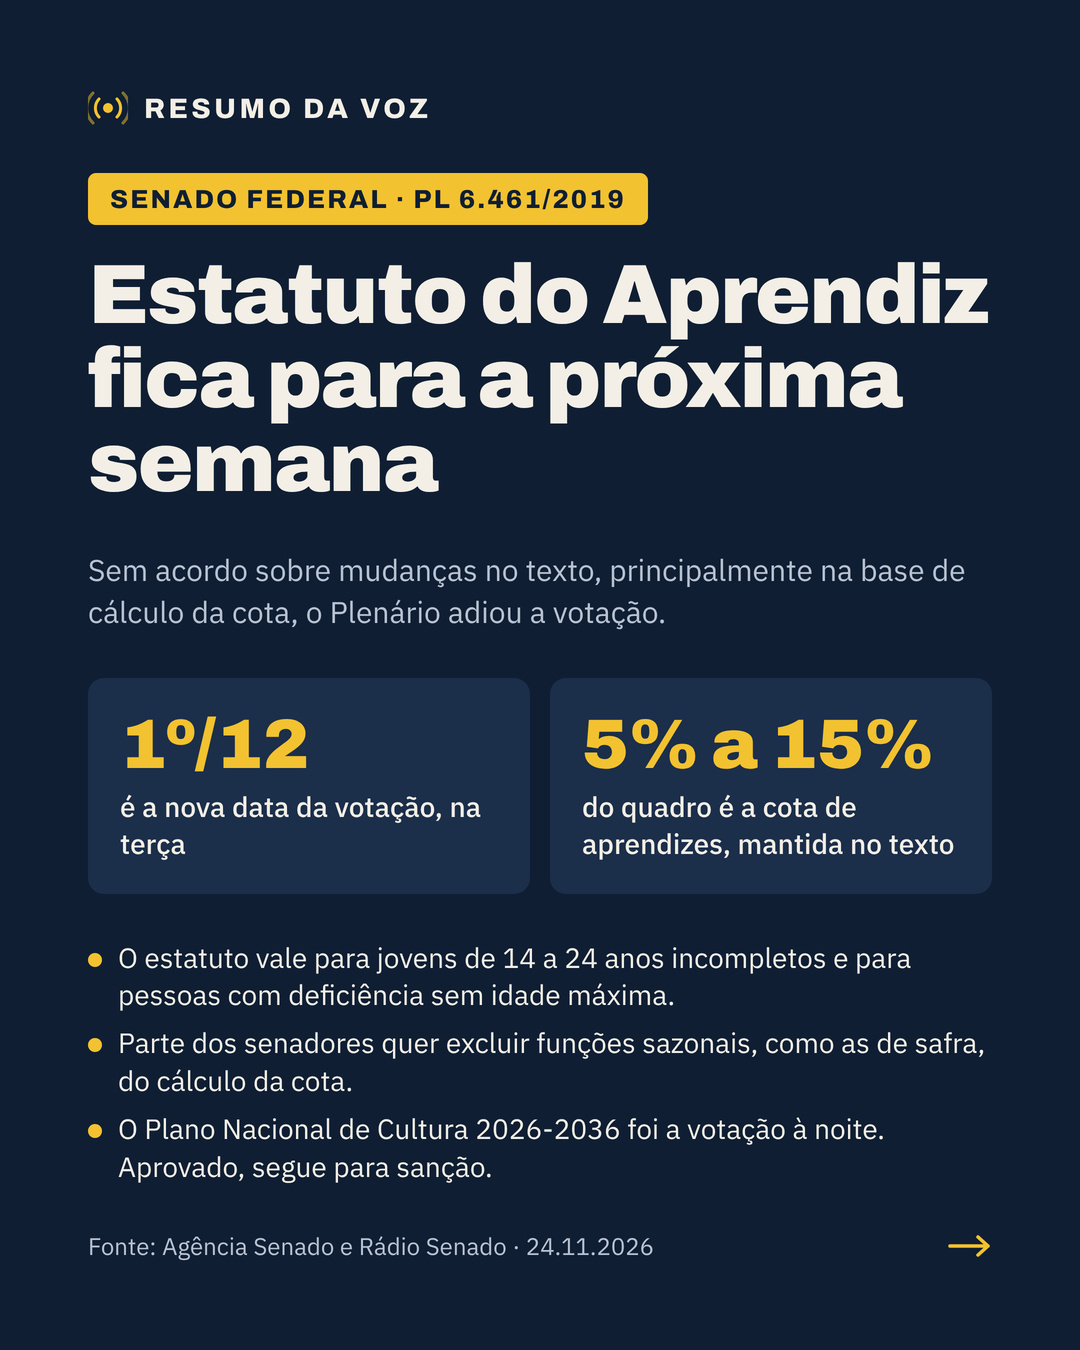 RESUMO DA VOZ
SENADO FEDERAL · PL 6.461/2019
Estatuto do Aprendiz
fica para a próxima
semana
Sem acordo sobre mudanças no texto, principalmente na base de
cálculo da cota, o Plenário adiou a votação.
1º/12
é a nova data da votação, na
terça
5% a 15%
do quadro é a cota de
aprendizes, mantida no texto
O estatuto vale para jovens de 14 a 24 anos incompletos e para
pessoas com deficiência sem idade máxima.
Parte dos senadores quer excluir funções sazonais, como as de safra,
do cálculo da cota.
O Plano Nacional de Cultura 2026-2036 foi a votação à noite.
Aprovado, segue para sanção.
Fonte: Agência Senado e Rádio Senado · 24.11.2026